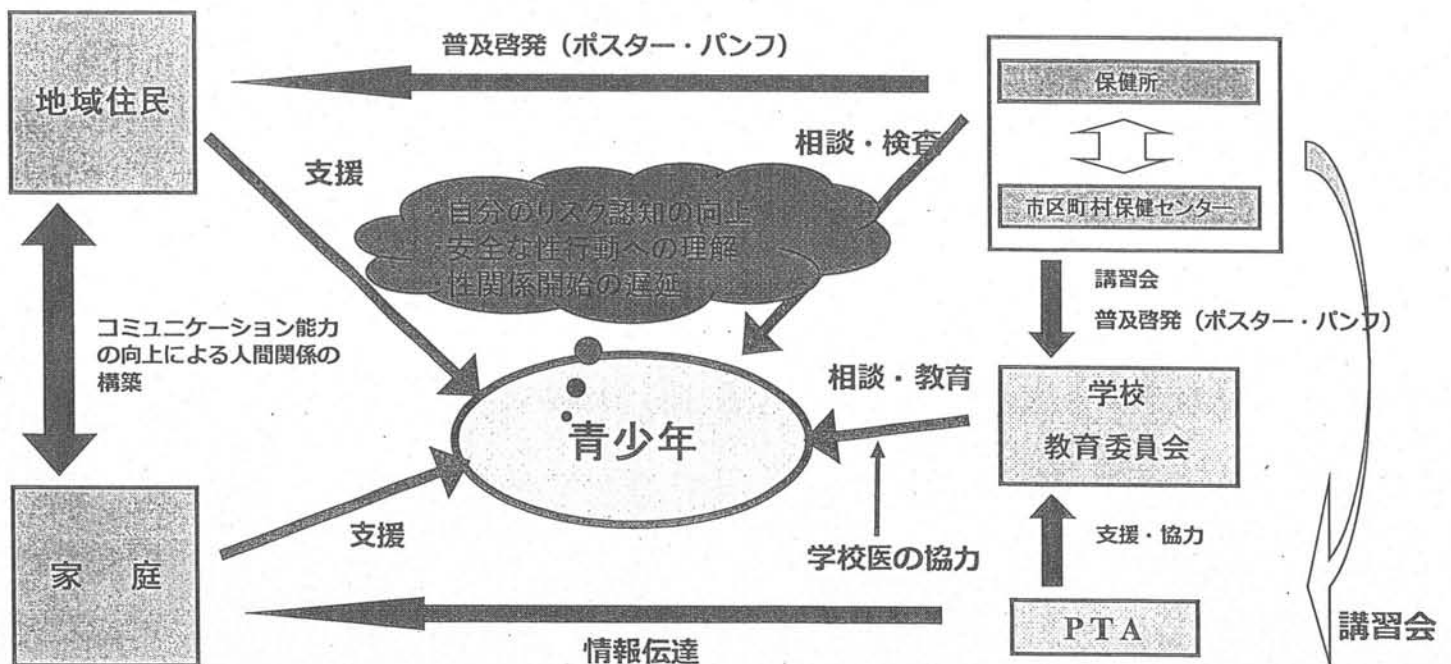 普及啓発（ポスター・パンフ）
地域住民
保健所
相談・検査
支援
自分のリスク認知の向上
安全な性行動への理解
性関係開始の遅延
市区町村保健センター
講習会
普及啓発（ポスター・パンフ）
コミュニケーション能力
の向上による人間関係の
構築
相談・教育
学校
教育委員会
青少年
支援
学校医の協力
支援・協力
家　庭
PTA
講習会
情報伝達